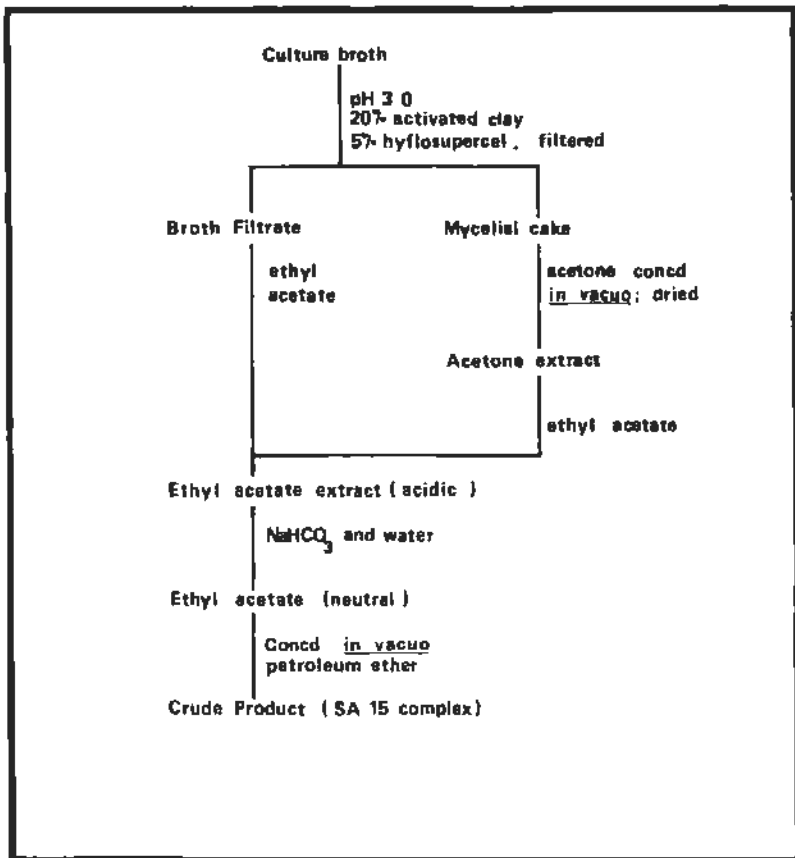 Culture broth
pH 3 0
20% activated clay
5% hyflosupercel, filtered
Broth Filtrate
Mycelial cake
ethyl
acetate
acetone concd
in vacuo; dried
Acetone extract
ethyl acetate
Ethyl acetate extract (acidic)
NaHCO3 and water
Ethyl acetate (neutral)
Concd in vacuo
petroleum ether
Crude Product (SA 15 complex)